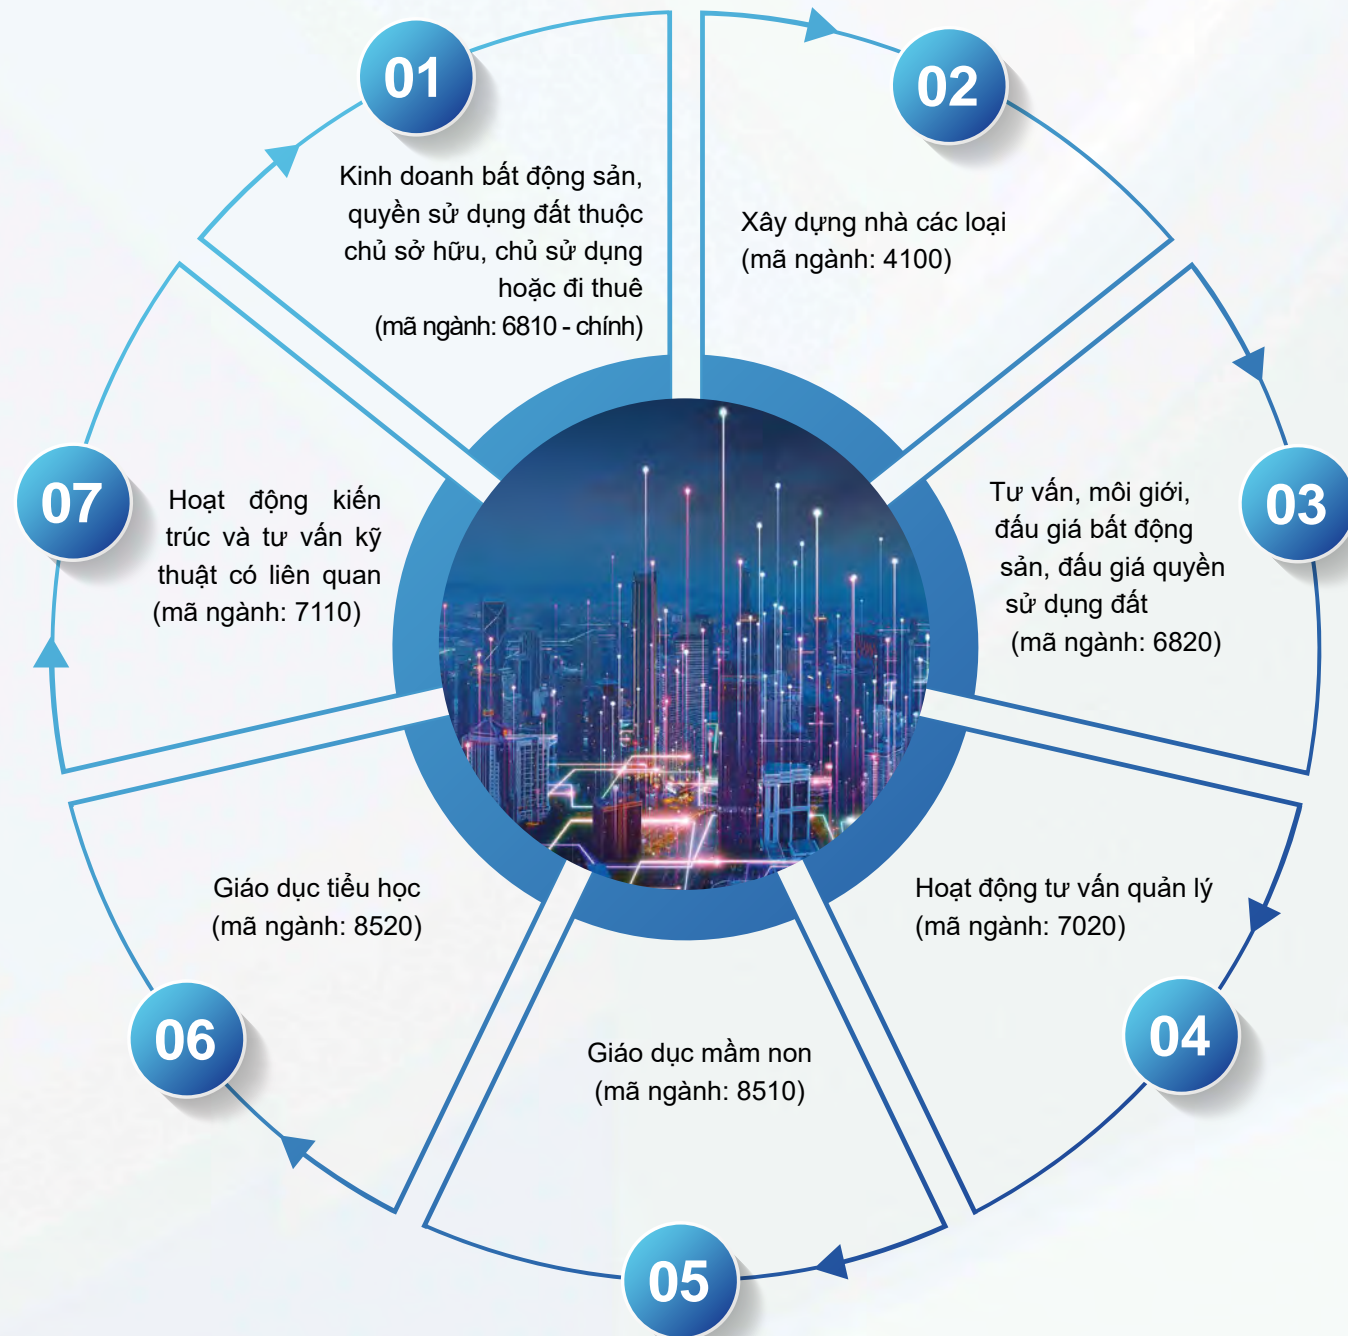 01
Kinh doanh bất động sản,
quyền sử dụng đất thuộc
chủ sở hữu, chủ sử dụng
hoặc đi thuê
(mã ngành: 6810 - chính)
02
Xây dựng nhà các loại
(mã ngành: 4100)
03
Tư vấn, môi giới,
đấu giá bất động
sản, đấu giá quyền
sử dụng đất
(mã ngành: 6820)
04
Hoạt động tư vấn quản lý
(mã ngành: 7020)
05
Giáo dục mầm non
(mã ngành: 8510)
06
Giáo dục tiểu học
(mã ngành: 8520)
07
Hoạt động kiến
trúc và tư vấn kỹ
thuật có liên quan
(mã ngành: 7110)